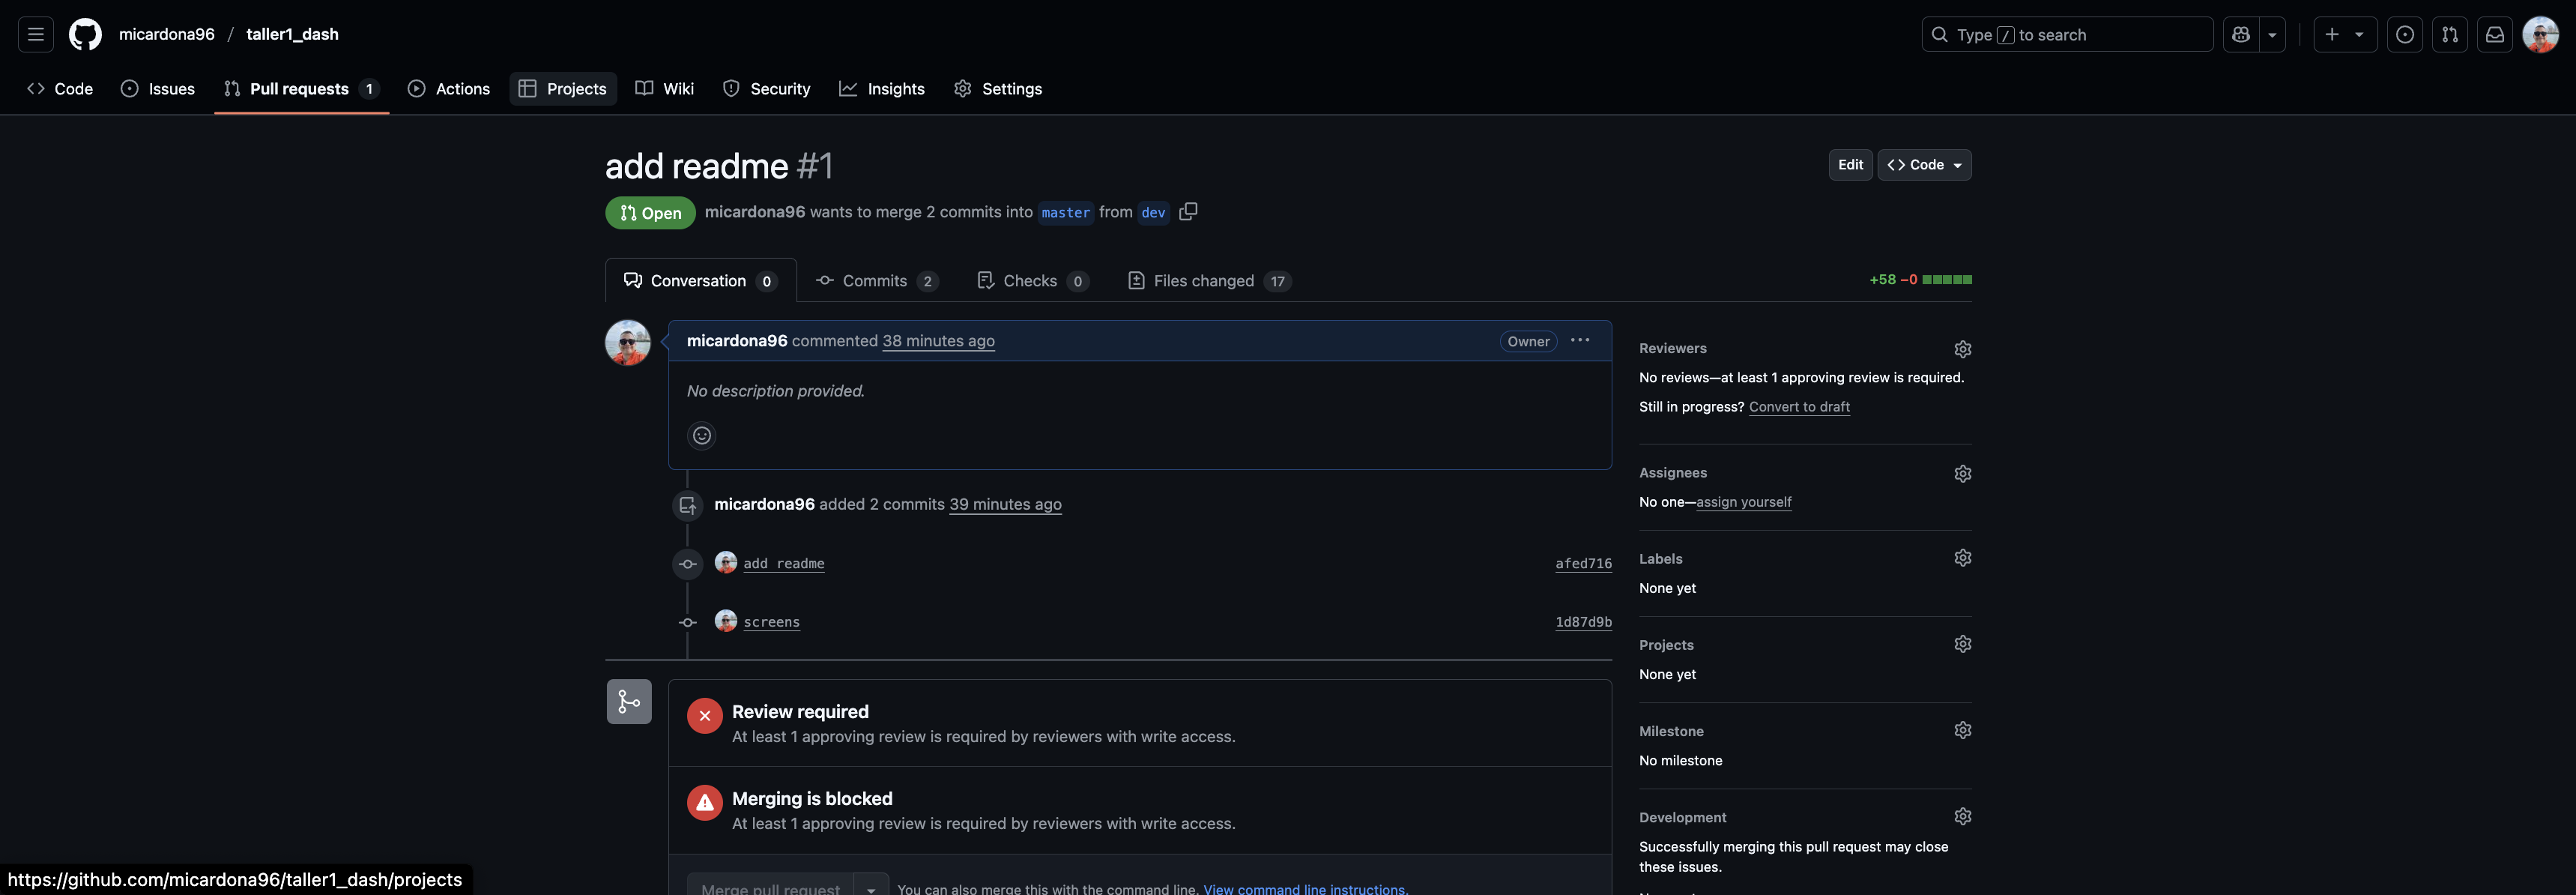 micardona96 / taller1_dash
Type / to search
Code Issues Pull requests 1 Actions Projects Wiki Security Insights Settings
add readme #1
Edit
Code
Open
micardona96 wants to merge 2 commits into master from dev
Conversation 0 Commits 2 Checks 0 Files changed 17
+58 −0
micardona96 commented 38 minutes ago
Owner
No description provided.
micardona96 added 2 commits 39 minutes ago
add readme
afed716
screens
1d87d9b
Review required
At least 1 approving review is required by reviewers with write access.
Merging is blocked
At least 1 approving review is required by reviewers with write access.
Merge pull request
You can also merge this with the command line. View command line instructions.
Reviewers
No reviews—at least 1 approving review is required.
Still in progress? Convert to draft
Assignees
No one—assign yourself
Labels
None yet
Projects
None yet
Milestone
No milestone
Development
Successfully merging this pull request may close
these issues.
https://github.com/micardona96/taller1_dash/projects